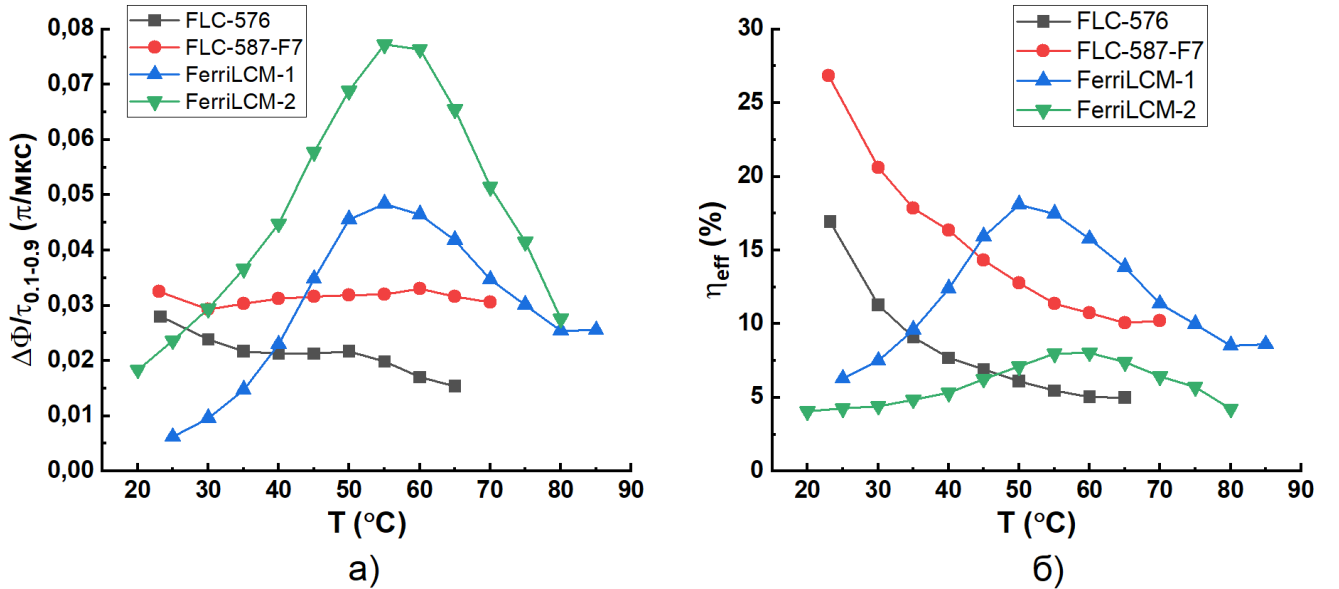 FLC-576
FLC-587-F7
FerriLCM-1
FerriLCM-2
0,08
0,07
0,06
0,05
0,04
0,03
0,02
0,01
0,00
ΔΦ/τ0.1-0.9 (π/мкс)
20 30 40 50 60 70 80 90
T (°C)
а)
FLC-576
FLC-587-F7
FerriLCM-1
FerriLCM-2
30
25
20
15
10
5
0
ηeff (%)
20 30 40 50 60 70 80 90
T (°C)
б)